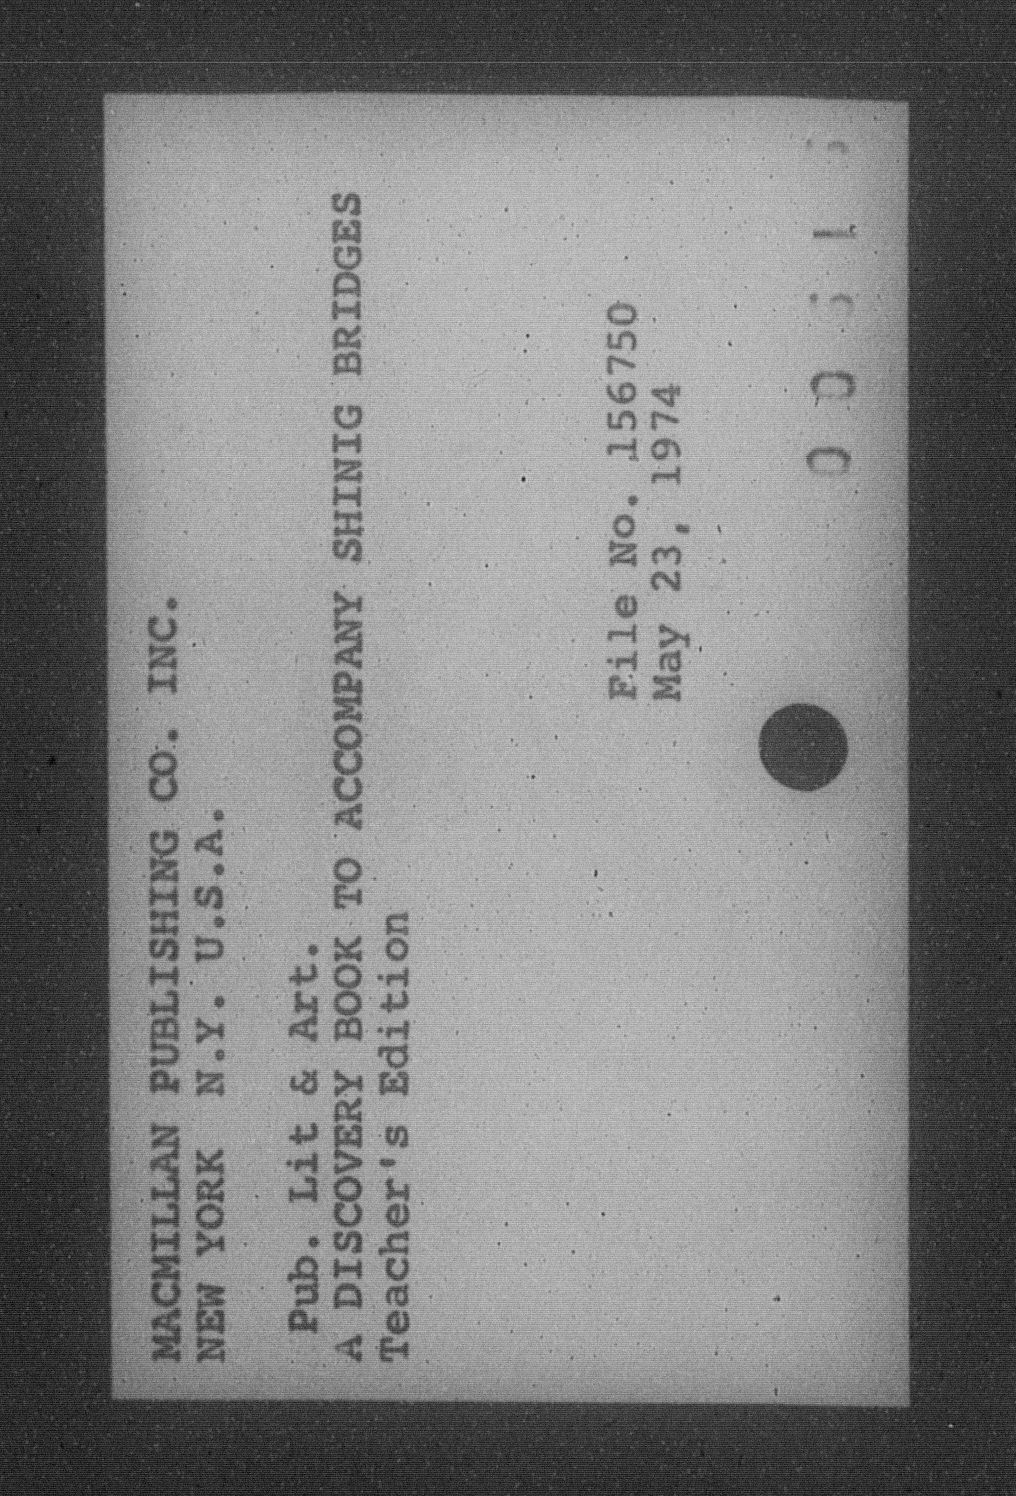 MACMILLAN PUBLISHING CO. INC.
NEW YORK N.Y. U.S.A.
Pub. Lit & Art.
A DISCOVERY BOOK TO ACCOMPANY SHINIG BRIDGES
Teacher's Edition
File No. 156750
May 23, 1974